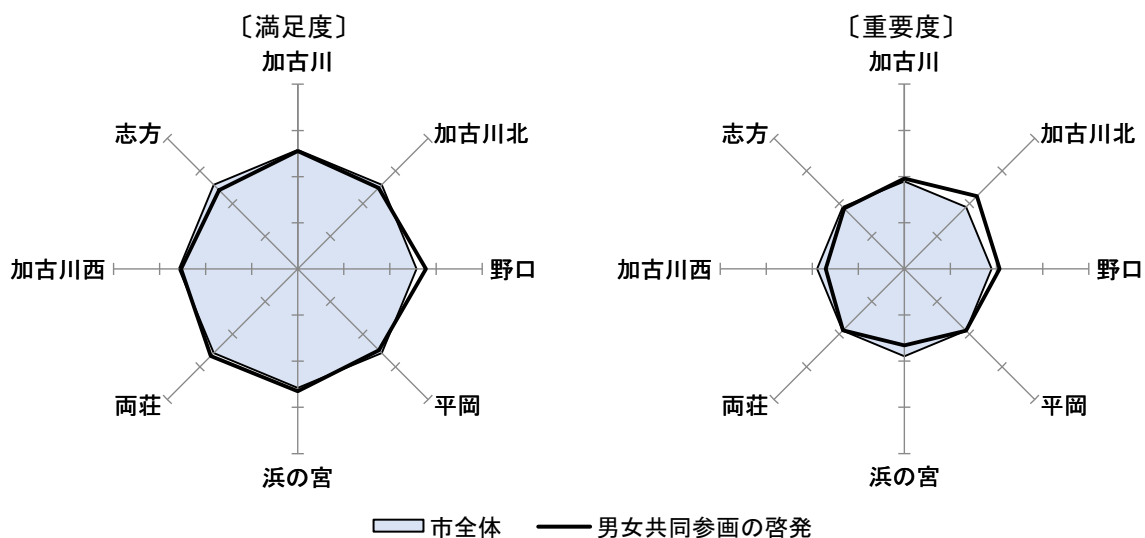 〔満足度〕
加古川
加古川北
野口
平岡
浜の宮
両荘
加古川西
志方
〔重要度〕
加古川
加古川北
野口
平岡
浜の宮
両荘
加古川西
志方
市全体
男女共同参画の啓発